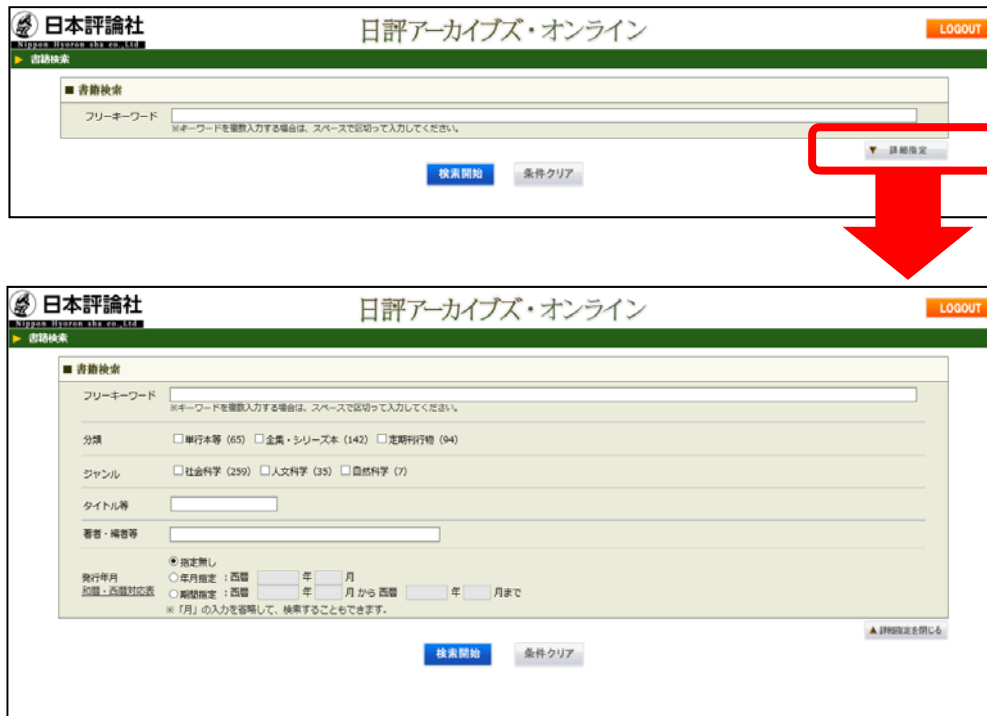 日本評論社
Nippon Hyoron sha co.,Ltd
日評アーカイブズ・オンライン
LOGOUT
書籍検索
■ 書籍検索
フリーキーワード
※キーワードを複数入力する場合は、スペースで区切って入力してください。
▼ 詳細指定
検索開始 条件クリア
日本評論社
Nippon Hyoron sha co.,Ltd
日評アーカイブズ・オンライン
LOGOUT
書籍検索
■ 書籍検索
フリーキーワード
※キーワードを複数入力する場合は、スペースで区切って入力してください。
分類 単行本等 (65) 全集・シリーズ本 (142) 定期刊行物 (94)
ジャンル 社会科学 (259) 人文科学 (35) 自然科学 (7)
タイトル等
著者・編者等
指定無し
発行年月 年月指定 :西暦 年 月
和暦・西暦対応表 期間指定 :西暦 年 月 から 西暦 年 月まで
※「月」の入力を省略して、検索することもできます。
▲ 詳細指定を閉じる
検索開始 条件クリア